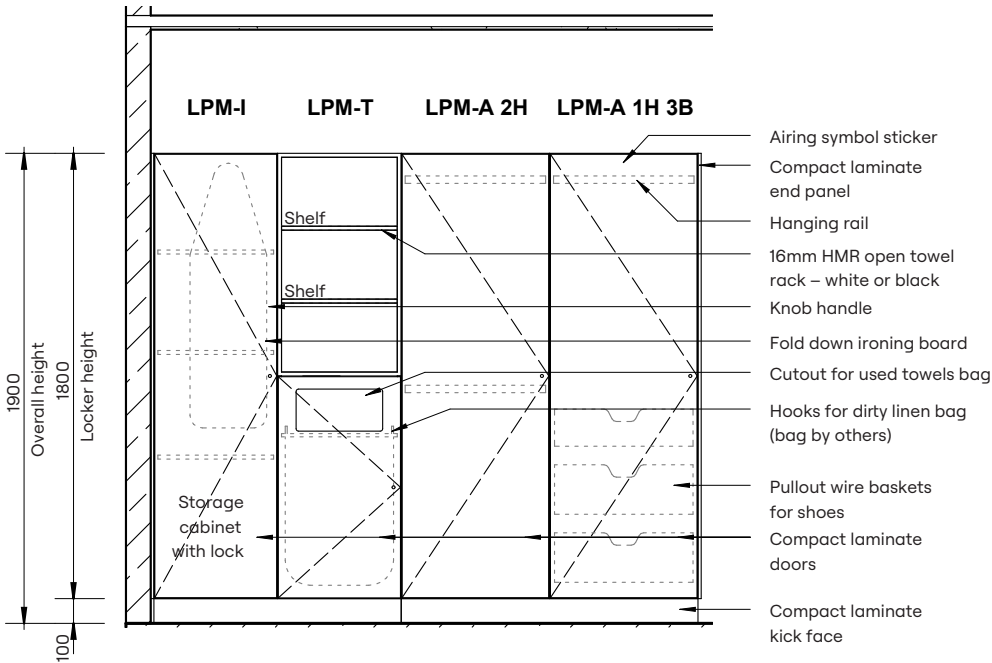 LPM-I
LPM-T
LPM-A 2H
LPM-A 1H 3B
Airing symbol sticker
Compact laminate
end panel
Hanging rail
16mm HMR open towel
rack – white or black
Knob handle
Fold down ironing board
Cutout for used towels bag
Hooks for dirty linen bag
(bag by others)
Pullout wire baskets
for shoes
Compact laminate
doors
Compact laminate
kick face
Shelf
Shelf
Storage
cabinet
with lock
1900
Overall height
1800
Locker height
100